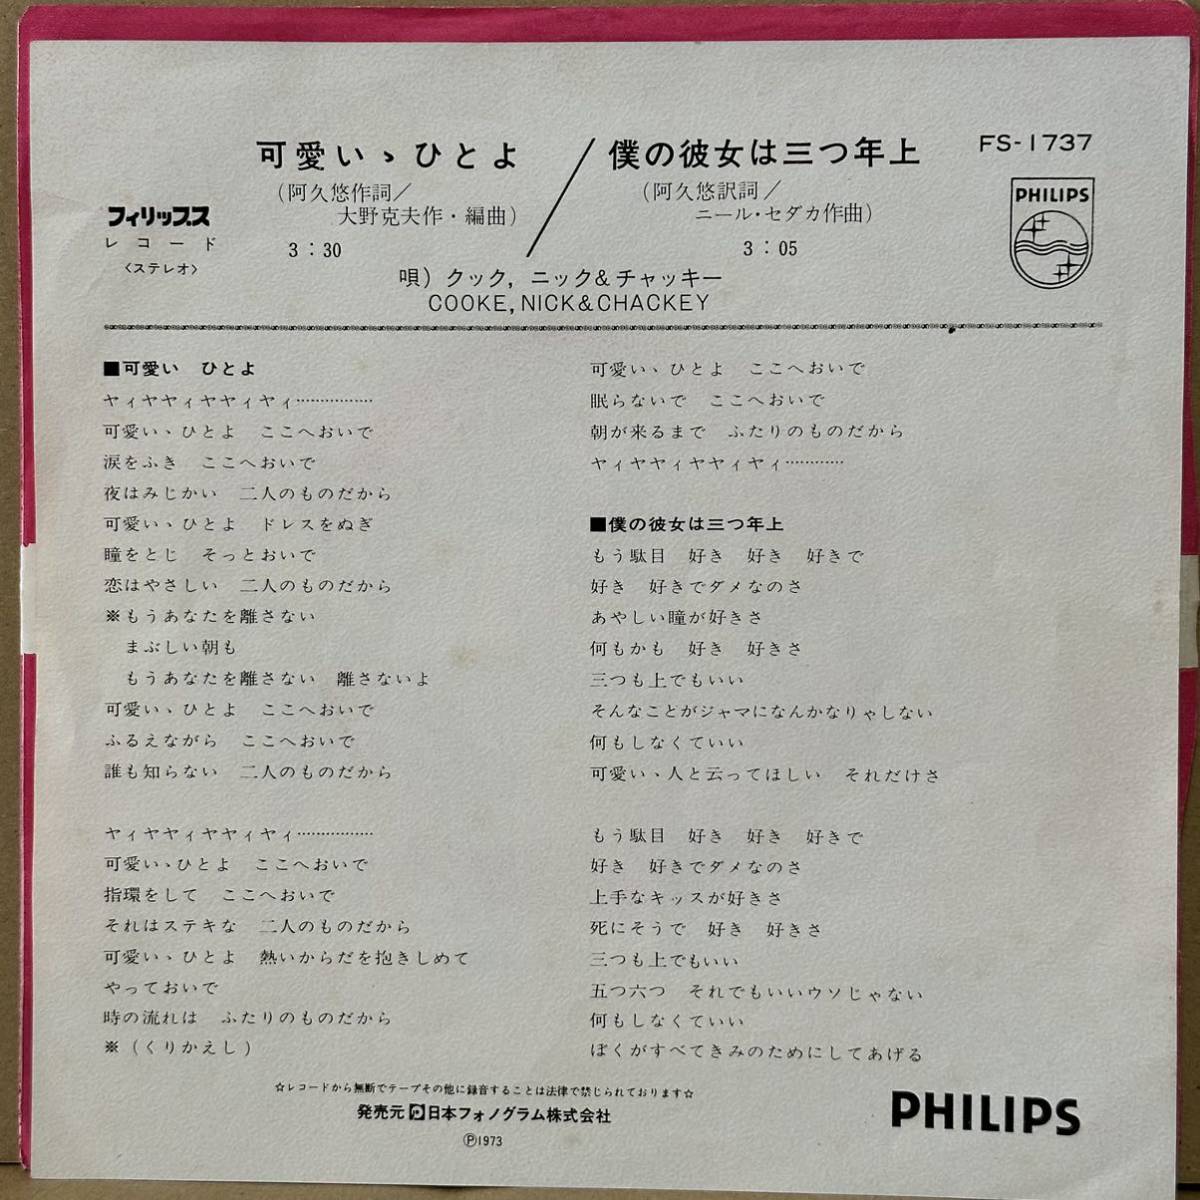 可愛いゝひとよ／僕の彼女は三つ年上 FS-1737
(阿久悠作詞／
大野克夫作・編曲)
3：30
(阿久悠訳詞／
ニール・セダカ作曲)
3：05
フィリップス
レコード
〈ステレオ〉
PHILIPS
唄）クック，ニック&チャッキー
COOKE, NICK&CHACKEY
■可愛い　ひとよ
ヤィヤヤィヤヤィヤィ……………
可愛いゝひとよ　ここへおいで
涙をふき　ここへおいで
夜はみじかい　二人のものだから
可愛いゝひとよ　ドレスをぬぎ
瞳をとじ　そっとおいで
恋はやさしい　二人のものだから
※もうあなたを離さない
まぶしい朝も
もうあなたを離さない　離さないよ
可愛いゝひとよ　ここへおいで
ふるえながら　ここへおいで
誰も知らない　二人のものだから
ヤィヤヤィヤヤィヤィ……………
可愛いゝひとよ　ここへおいで
指環をして　ここへおいで
それはステキな　二人のものだから
可愛いゝひとよ　熱いからだを抱きしめて
やっておいで
時の流れは　ふたりのものだから
※（くりかえし）
可愛いゝひとよ　ここへおいで
眠らないで　ここへおいで
朝が来るまで　ふたりのものだから
ヤィヤヤィヤヤィヤィ…………
■僕の彼女は三つ年上
もう駄目　好き　好き　好きで
好き　好きでダメなのさ
あやしい瞳が好きさ
何もかも　好き　好きさ
三つも上でもいい
そんなことがジャマになんかなりゃしない
何もしなくていい
可愛いゝ人と云ってほしい　それだけさ
もう駄目　好き　好き　好きで
好き　好きでダメなのさ
上手なキッスが好きさ
死にそうで　好き　好きさ
三つも上でもいい
五つ六つ　それでもいいウソじゃない
何もしなくていい
ぼくがすべてきみのためにしてあげる
☆レコードから無断でテープその他に録音することは法律で禁じられております☆
発売元 日本フォノグラム株式会社
Ⓟ1973
PHILIPS